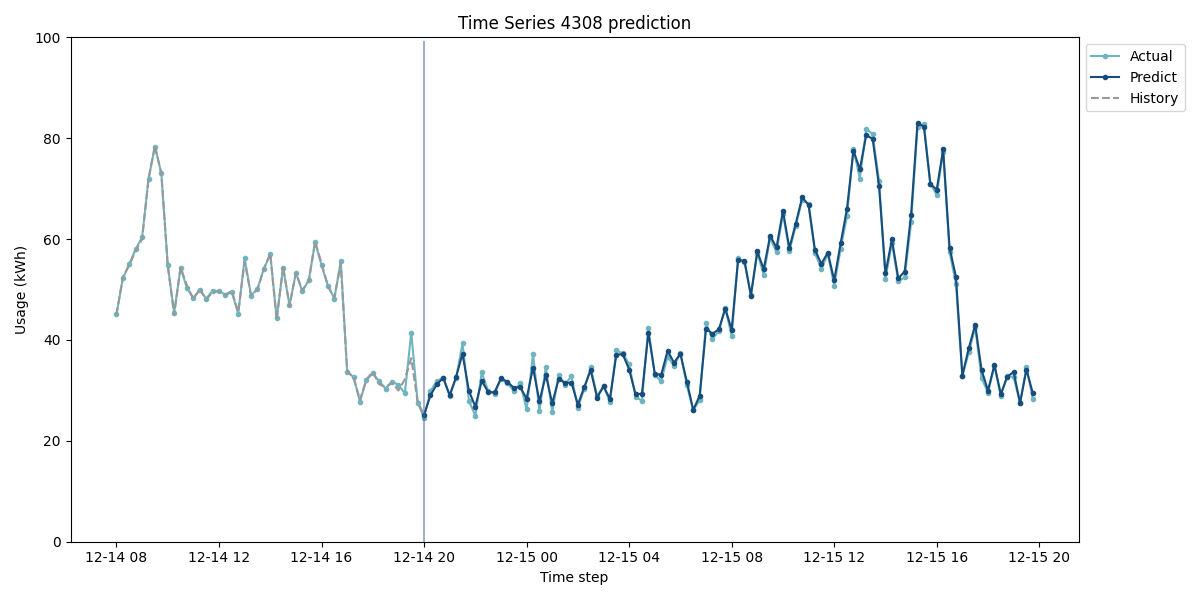 Time Series 4308 prediction
100
80
60
40
20
0
Usage (kWh)
12-14 08
12-14 12
12-14 16
12-14 20
12-15 00
12-15 04
12-15 08
12-15 12
12-15 16
12-15 20
Time step
Actual
Predict
History